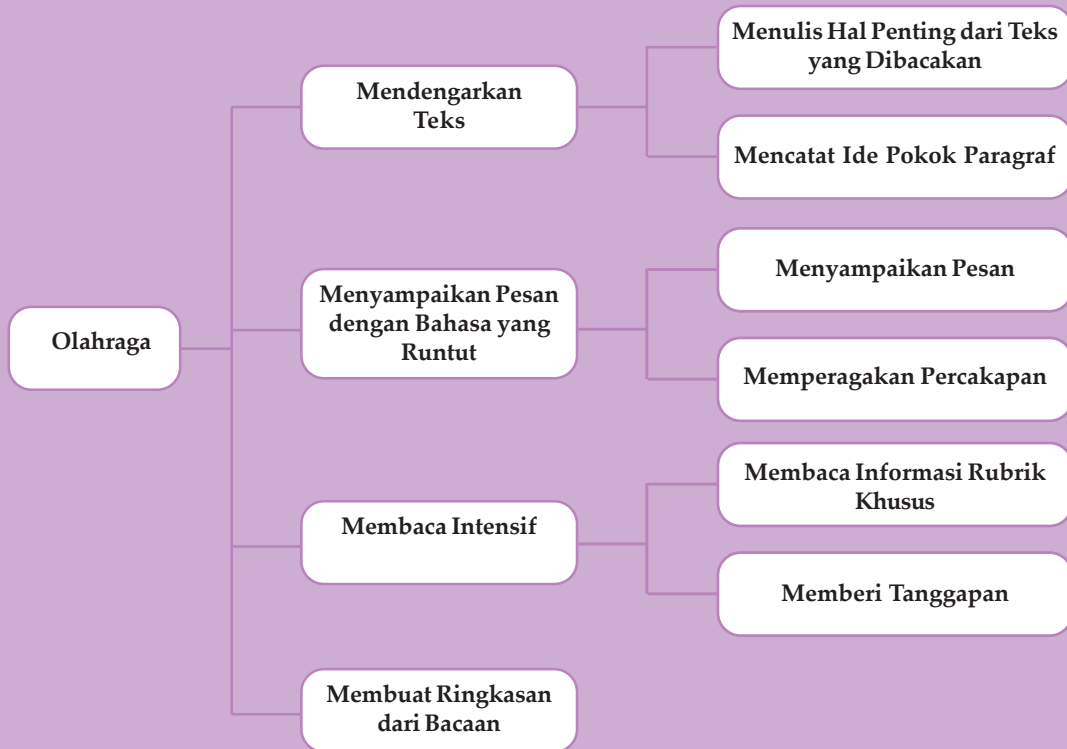 Olahraga
Mendengarkan
Teks
Menulis Hal Penting dari Teks
yang Dibacakan
Mencatat Ide Pokok Paragraf
Menyampaikan Pesan
dengan Bahasa yang
Runtut
Menyampaikan Pesan
Memperagakan Percakapan
Membaca Intensif
Membaca Informasi Rubrik
Khusus
Memberi Tanggapan
Membuat Ringkasan
dari Bacaan